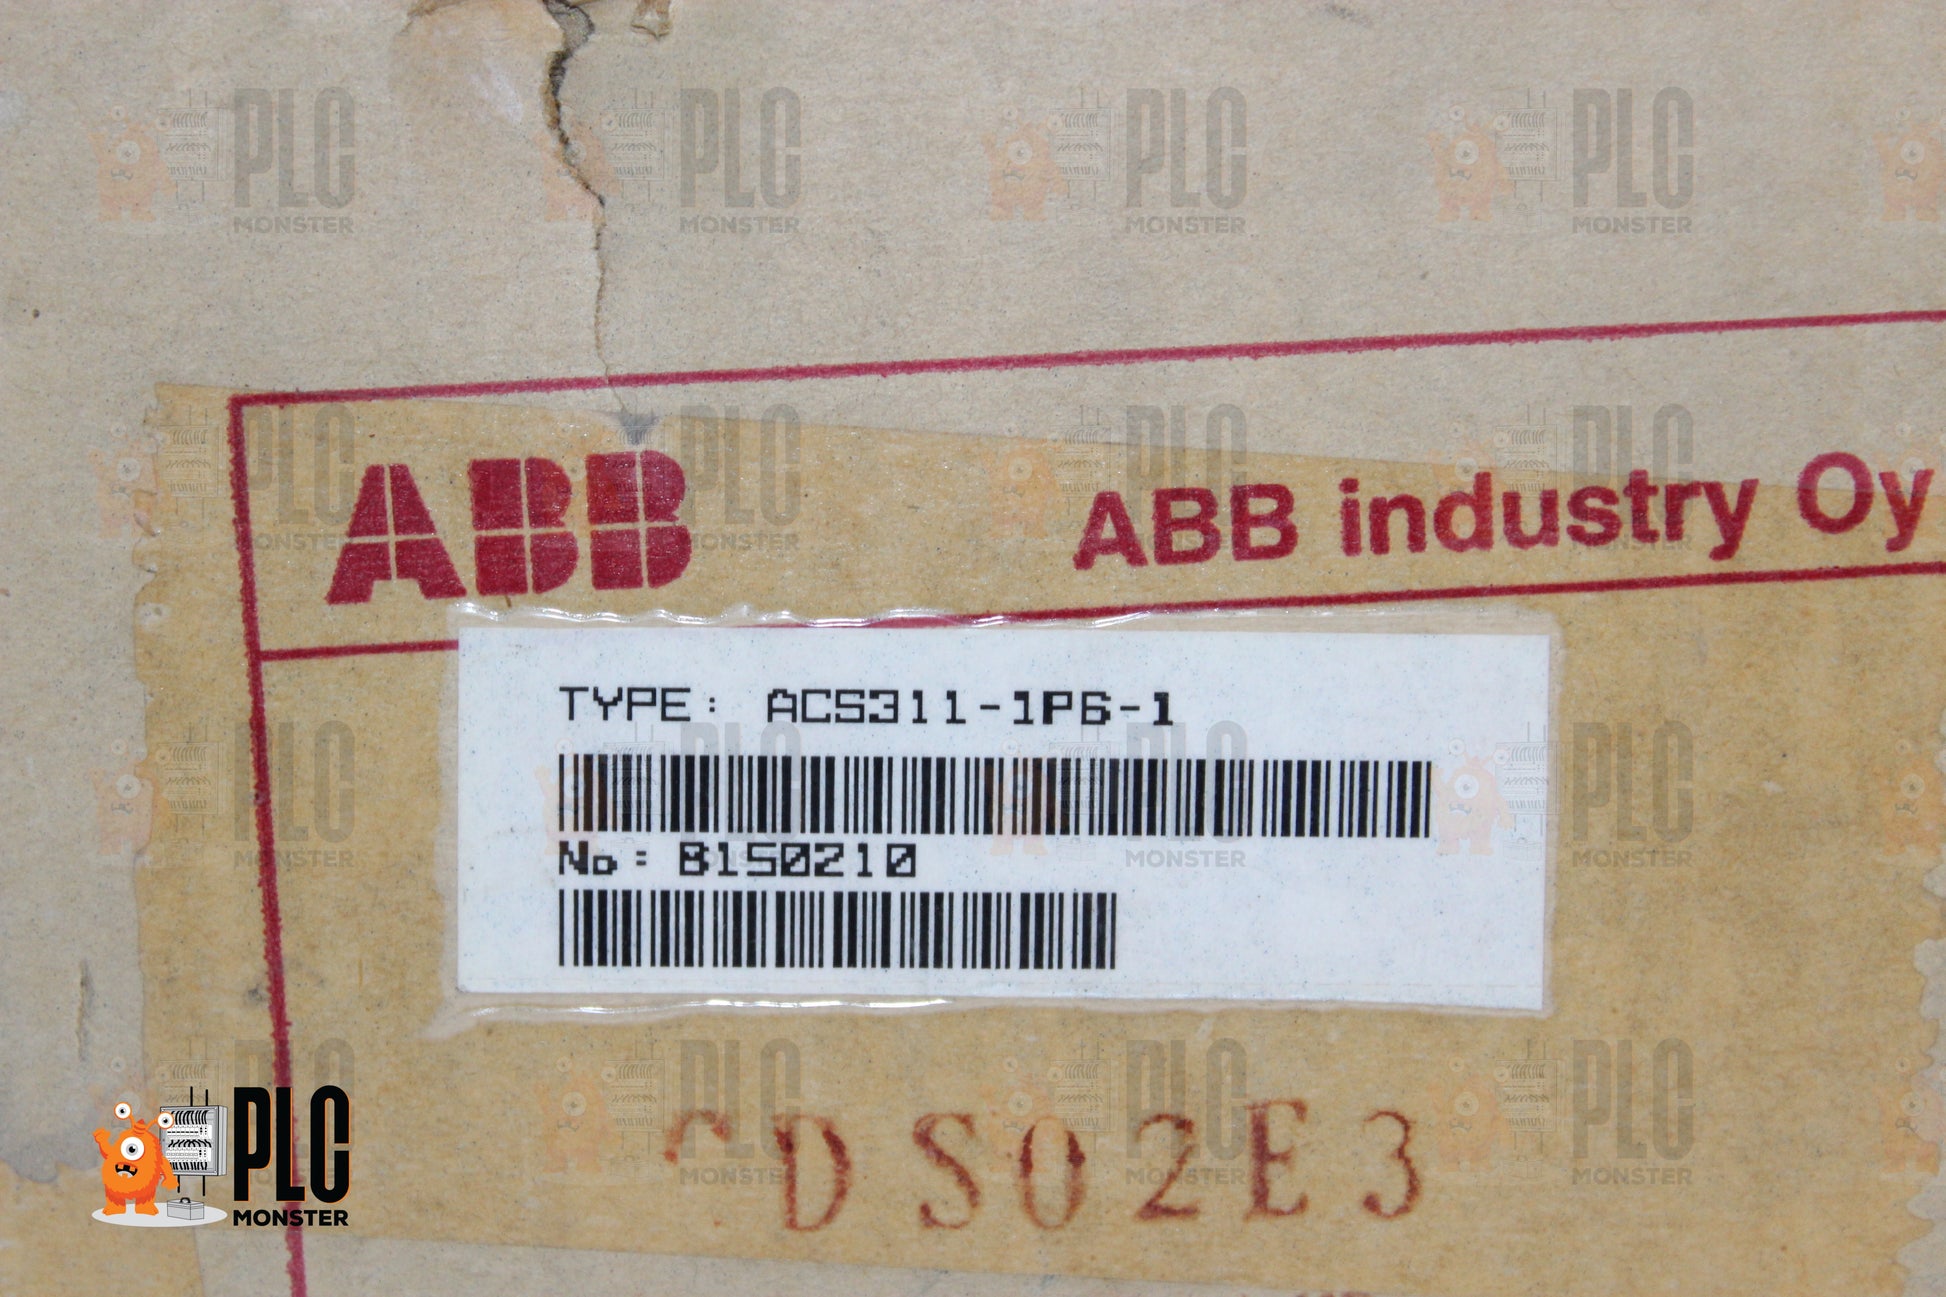 ABB
ABB industry Oy
TYPE: ACS311-1P6-1
No: 8150210
CDS02E3
PLC
MONSTER